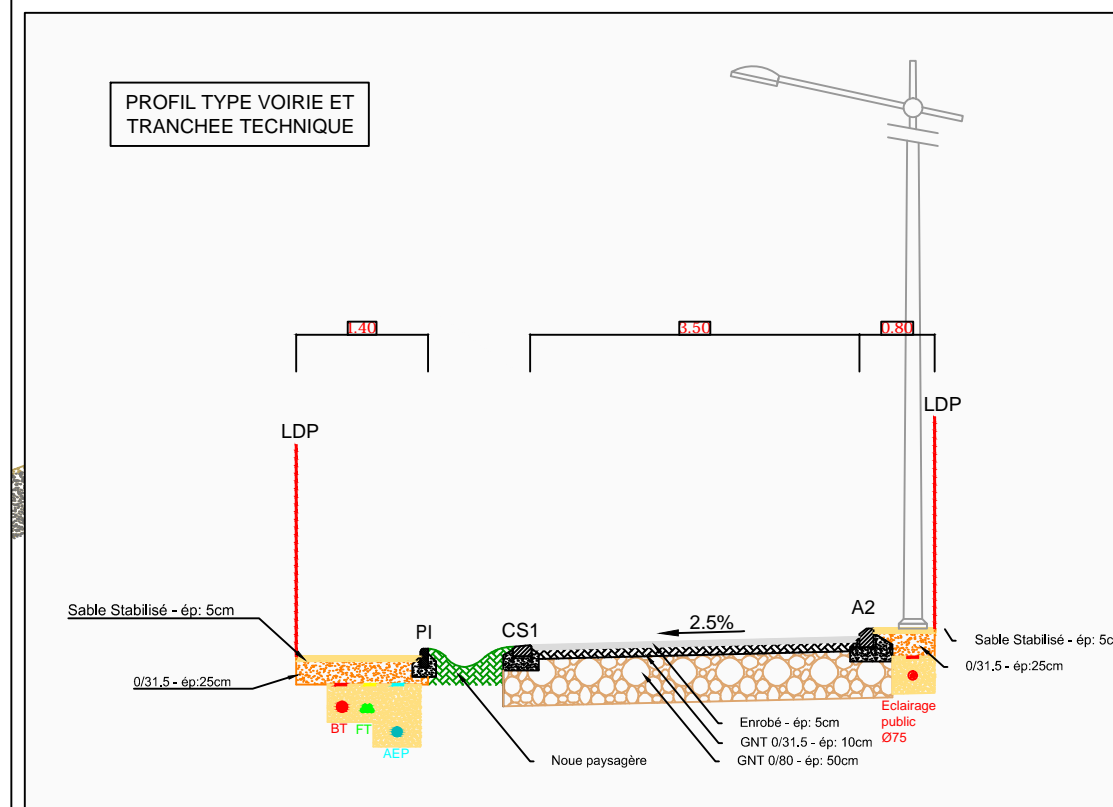 PROFIL TYPE VOIRIE ET
TRANCHEE TECHNIQUE
1.40
3.50
0.80
LDP
LDP
Sable Stabilisé - ép: 5cm
PI
CS1
2.5%
A2
Sable Stabilisé - ép: 5c
0/31.5 - ép:25cm
0/31.5 - ép:25cm
BT
FT
AEP
Noue paysagère
Enrobé - ép: 5cm
GNT 0/31.5 - ép: 10cm
GNT 0/80 - ép: 50cm
Eclairage
public
Ø75